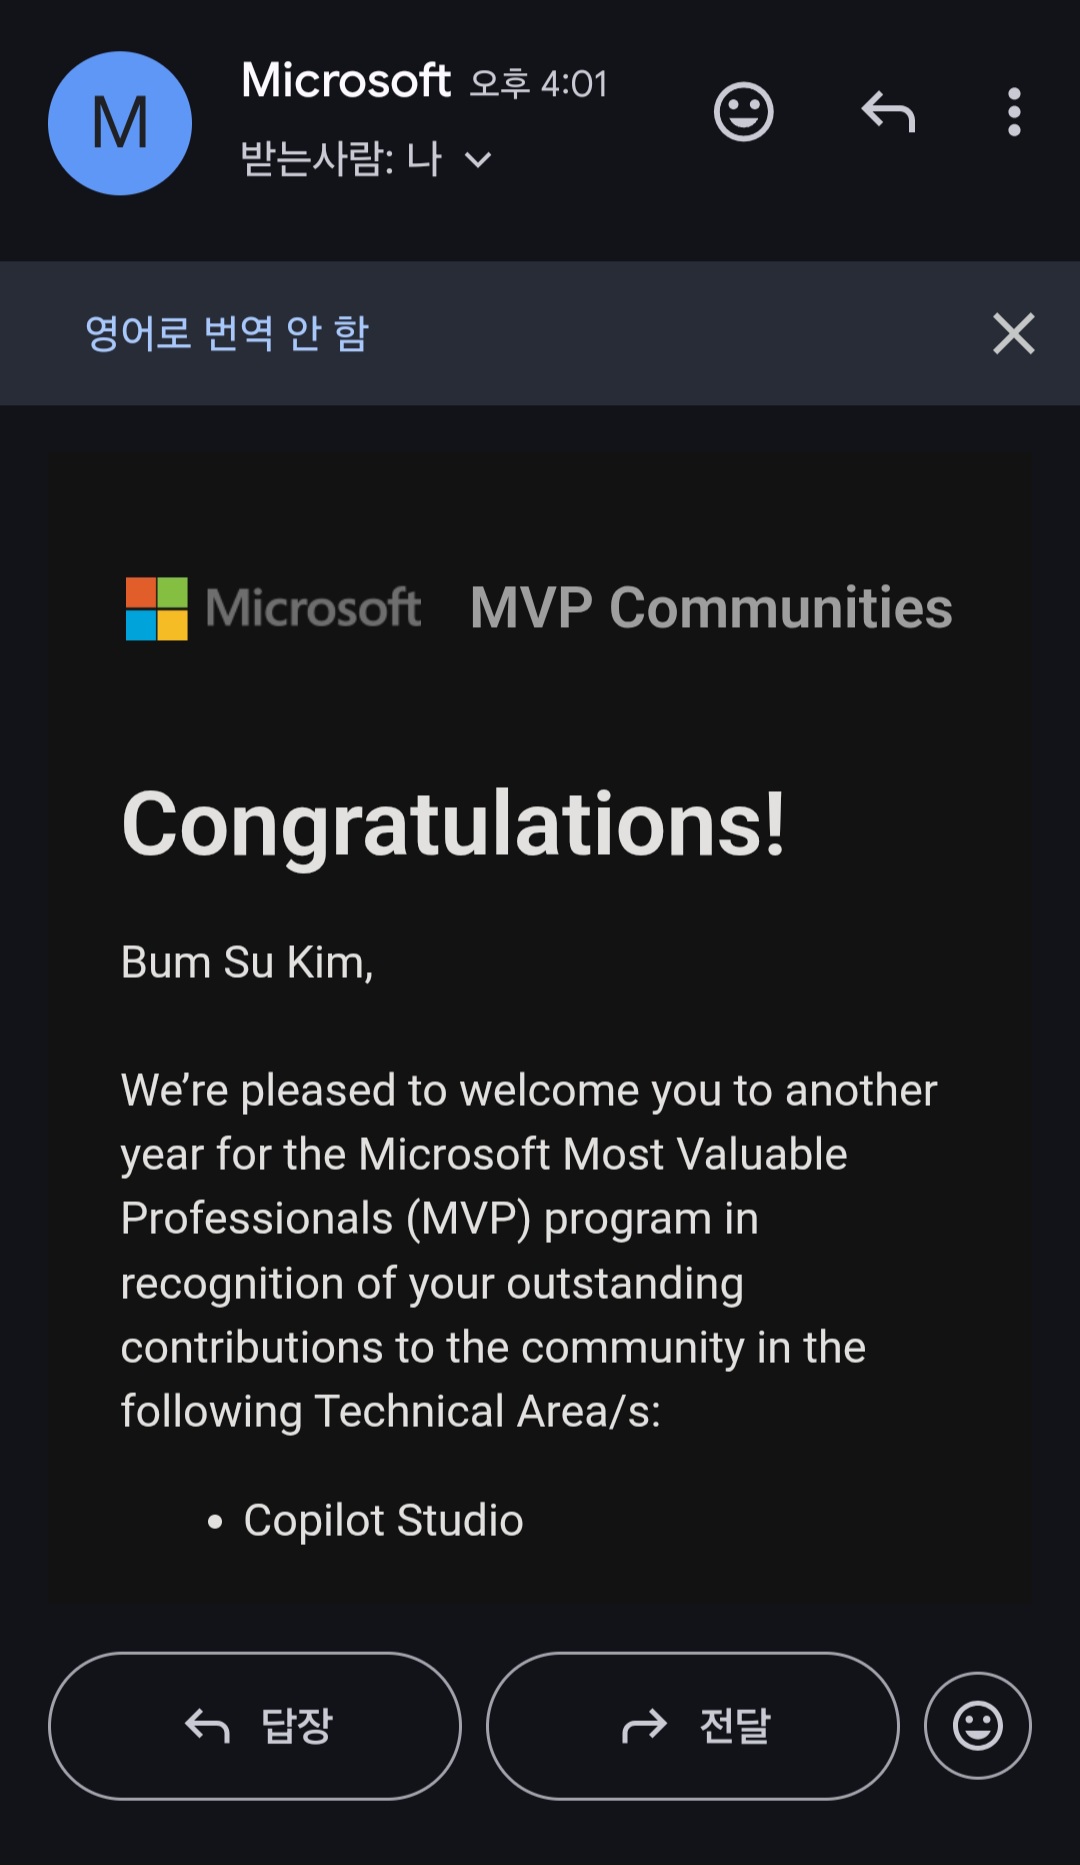 M
Microsoft 오후 4:01
받는사람: 나
영어로 번역 안 함
Microsoft MVP Communities
Congratulations!
Bum Su Kim,
We’re pleased to welcome you to another
year for the Microsoft Most Valuable
Professionals (MVP) program in
recognition of your outstanding
contributions to the community in the
following Technical Area/s:
• Copilot Studio
답장
전달